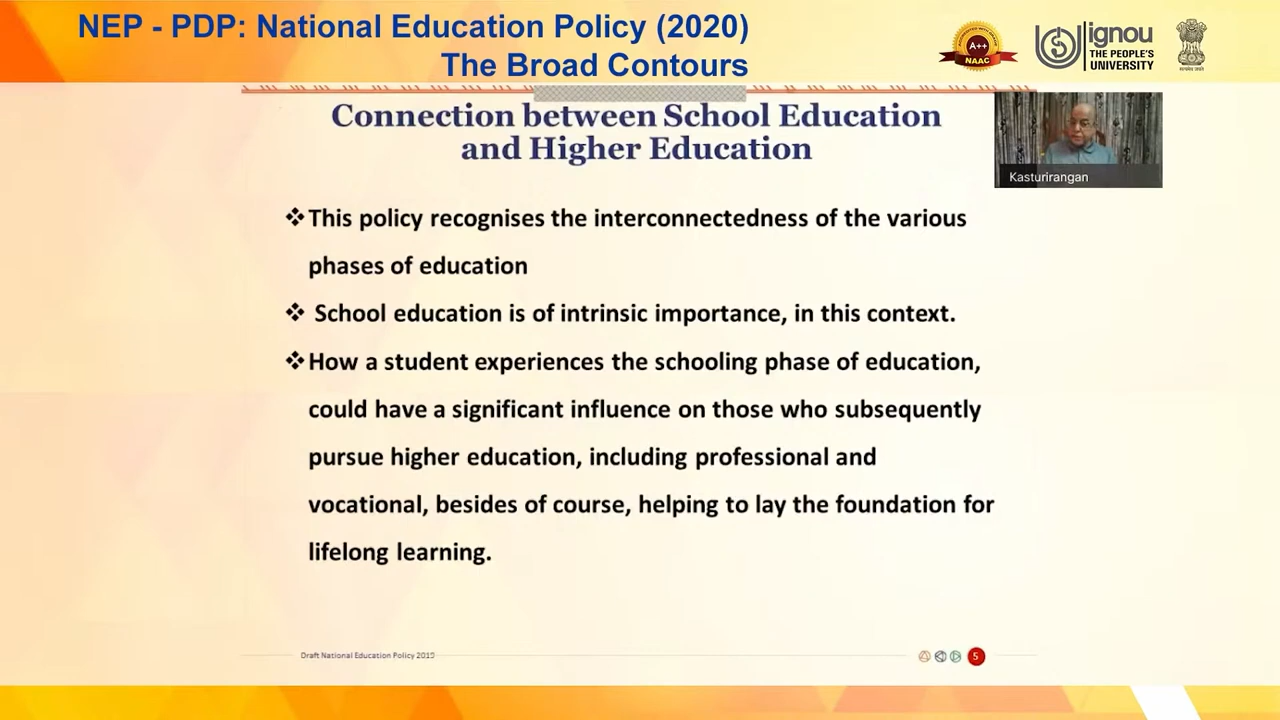 NEP - PDP: National Education Policy (2020)
The Broad Contours
A++
NAAC
ignou
THE PEOPLE'S
UNIVERSITY
Connection between School Education
and Higher Education
Kasturirangan
❖This policy recognises the interconnectedness of the various
phases of education
❖ School education is of intrinsic importance, in this context.
❖How a student experiences the schooling phase of education,
could have a significant influence on those who subsequently
pursue higher education, including professional and
vocational, besides of course, helping to lay the foundation for
lifelong learning.
Draft National Education Policy 2019
5